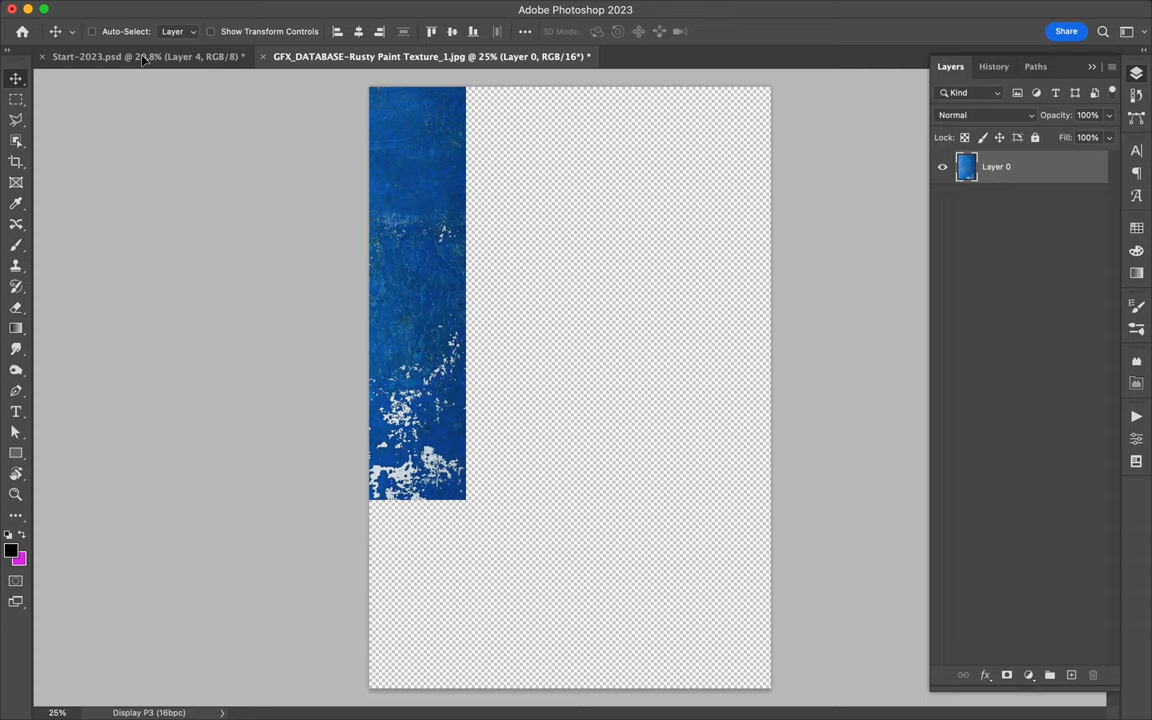 Adobe Photoshop 2023
Auto-Select: Layer Show Transform Controls 3D Mode: Share
Start-2023.psd @ 20.8% (Layer 4, RGB/8) *
GFX_DATABASE-Rusty Paint Texture_1.jpg @ 25% (Layer 0, RGB/16*) *
Layers History Paths
Kind
Normal Opacity: 100%
Lock: Fill: 100%
Layer 0
25% Display P3 (16bpc)